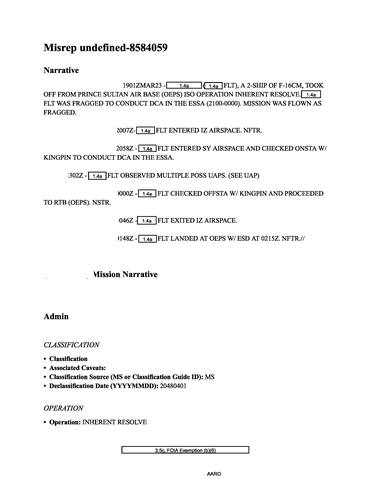 Misrep undefined-8584059
Narrative
1901ZMAR23 - 1.4a (1.4a FLT), A 2-SHIP OF F-16CM, TOOK
OFF FROM PRINCE SULTAN AIR BASE (OEPS) ISO OPERATION INHERENT RESOLVE. 1.4a
FLT WAS FRAGGED TO CONDUCT DCA IN THE ESSA (2100-0000). MISSION WAS FLOWN AS
FRAGGED.
2007Z- 1.4a FLT ENTERED IZ AIRSPACE. NFTR.
2058Z - 1.4a FLT ENTERED SY AIRSPACE AND CHECKED ONSTA W/
KINGPIN TO CONDUCT DCA IN THE ESSA.
302Z - 1.4a FLT OBSERVED MULTIPLE POSS UAPS. (SEE UAP)
0000Z - 1.4a FLT CHECKED OFFSTA W/ KINGPIN AND PROCEEDED
TO RTB (OEPS). NSTR.
046Z - 1.4a FLT EXITED IZ AIRSPACE.
0148Z - 1.4a FLT LANDED AT OEPS W/ ESD AT 0215Z. NFTR.//
Mission Narrative
Admin
CLASSIFICATION
• Classification
• Associated Caveats:
• Classification Source (MS or Classification Guide ID): MS
• Declassification Date (YYYYMMDD): 20480401
OPERATION
• Operation: INHERENT RESOLVE
3.5c, FOIA Exemption (b)(6)
AARO